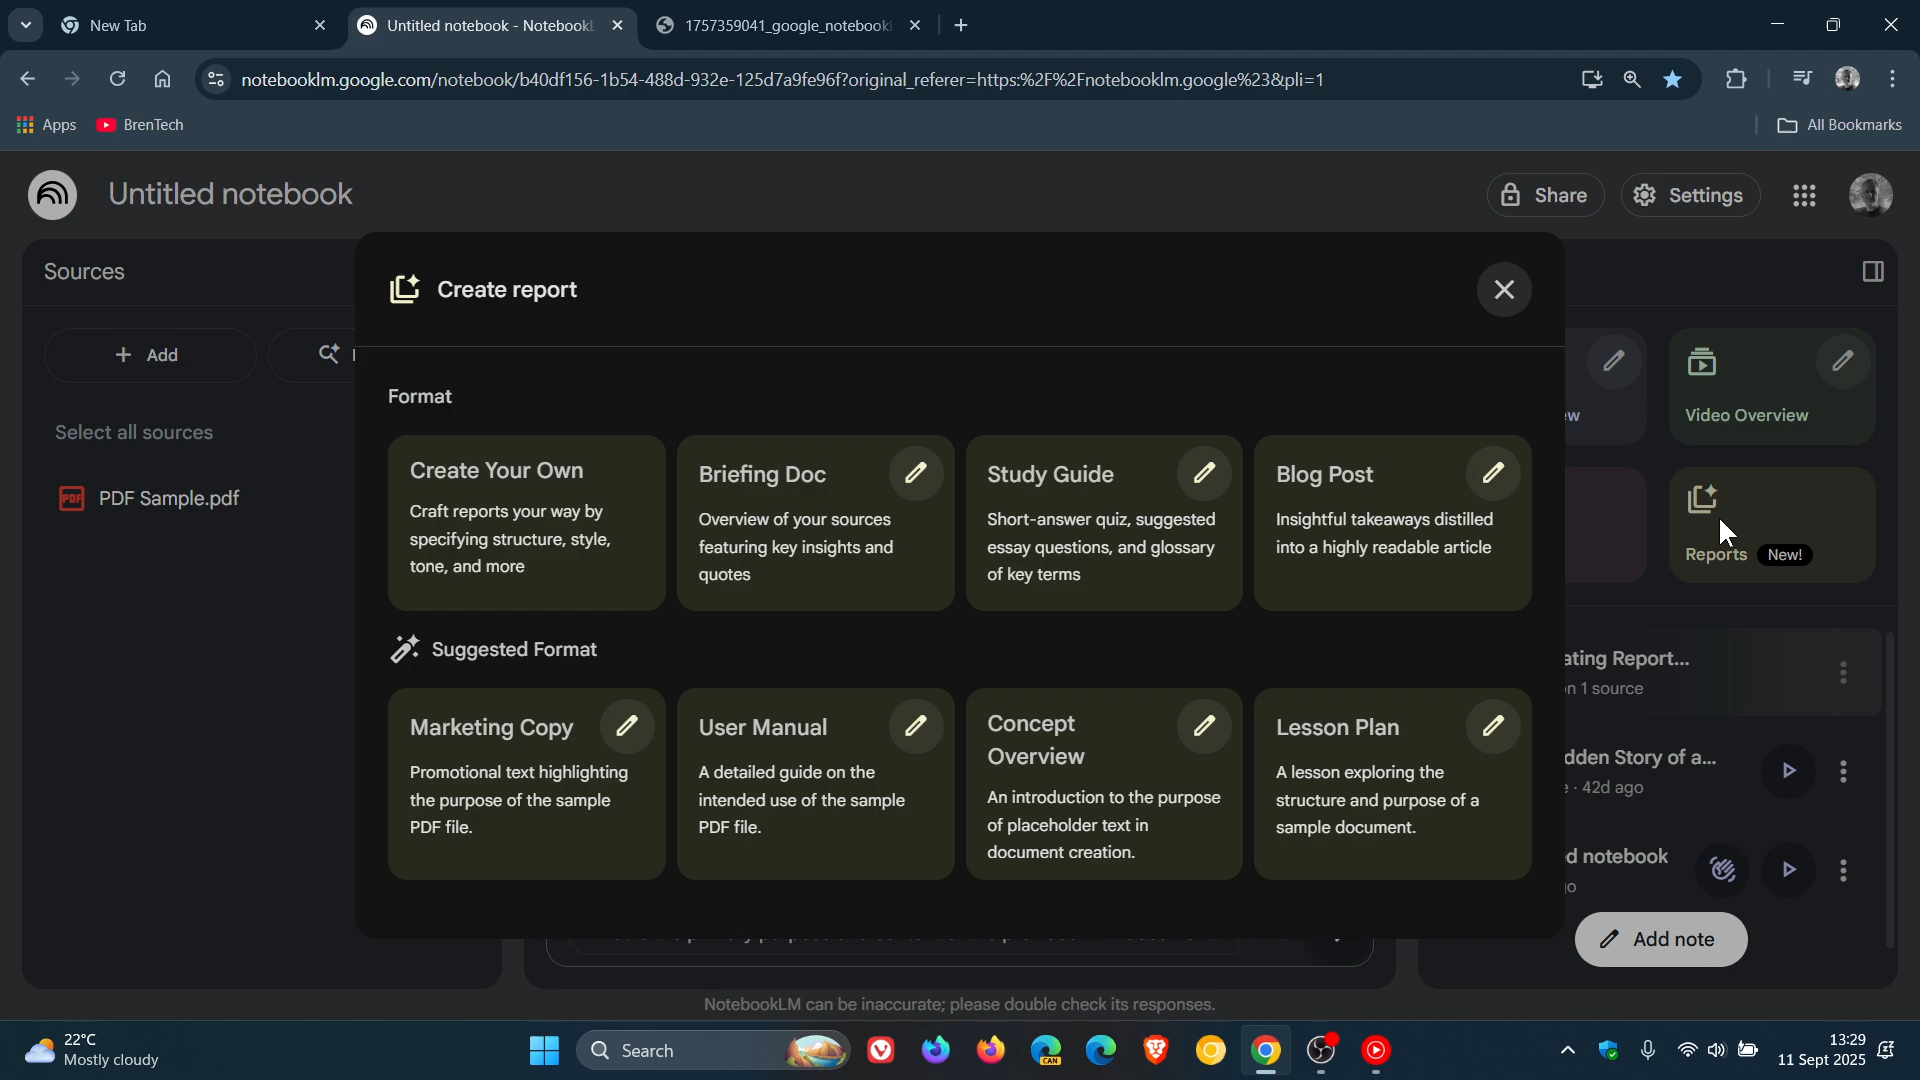 New Tab
Untitled notebook - Notebook
1757359041_google_notebook
notebooklm.google.com/notebook/b40df156-1b54-488d-932e-125d7a9fe96f?original_referer=https:%2F%2Fnotebooklm.google%23&pli=1
Apps
BrenTech
All Bookmarks
Untitled notebook
Share
Settings
Sources
Create report
Add
Format
Select all sources
PDF Sample.pdf
Create Your Own
Craft reports your way by
specifying structure, style,
tone, and more
Briefing Doc
Overview of your sources
featuring key insights and
quotes
Study Guide
Short-answer quiz, suggested
essay questions, and glossary
of key terms
Blog Post
Insightful takeaways distilled
into a highly readable article
Video Overview
Reports New!
Suggested Format
Marketing Copy
Promotional text highlighting
the purpose of the sample
PDF file.
User Manual
A detailed guide on the
intended use of the sample
PDF file.
Concept
Overview
An introduction to the purpose
of placeholder text in
document creation.
Lesson Plan
A lesson exploring the
structure and purpose of a
sample document.
ating Report...
n 1 source
dden Story of a...
· 42d ago
d notebook
Add note
NotebookLM can be inaccurate; please double check its responses.
22°C
Mostly cloudy
Search
CAN
13:29
11 Sept 2025